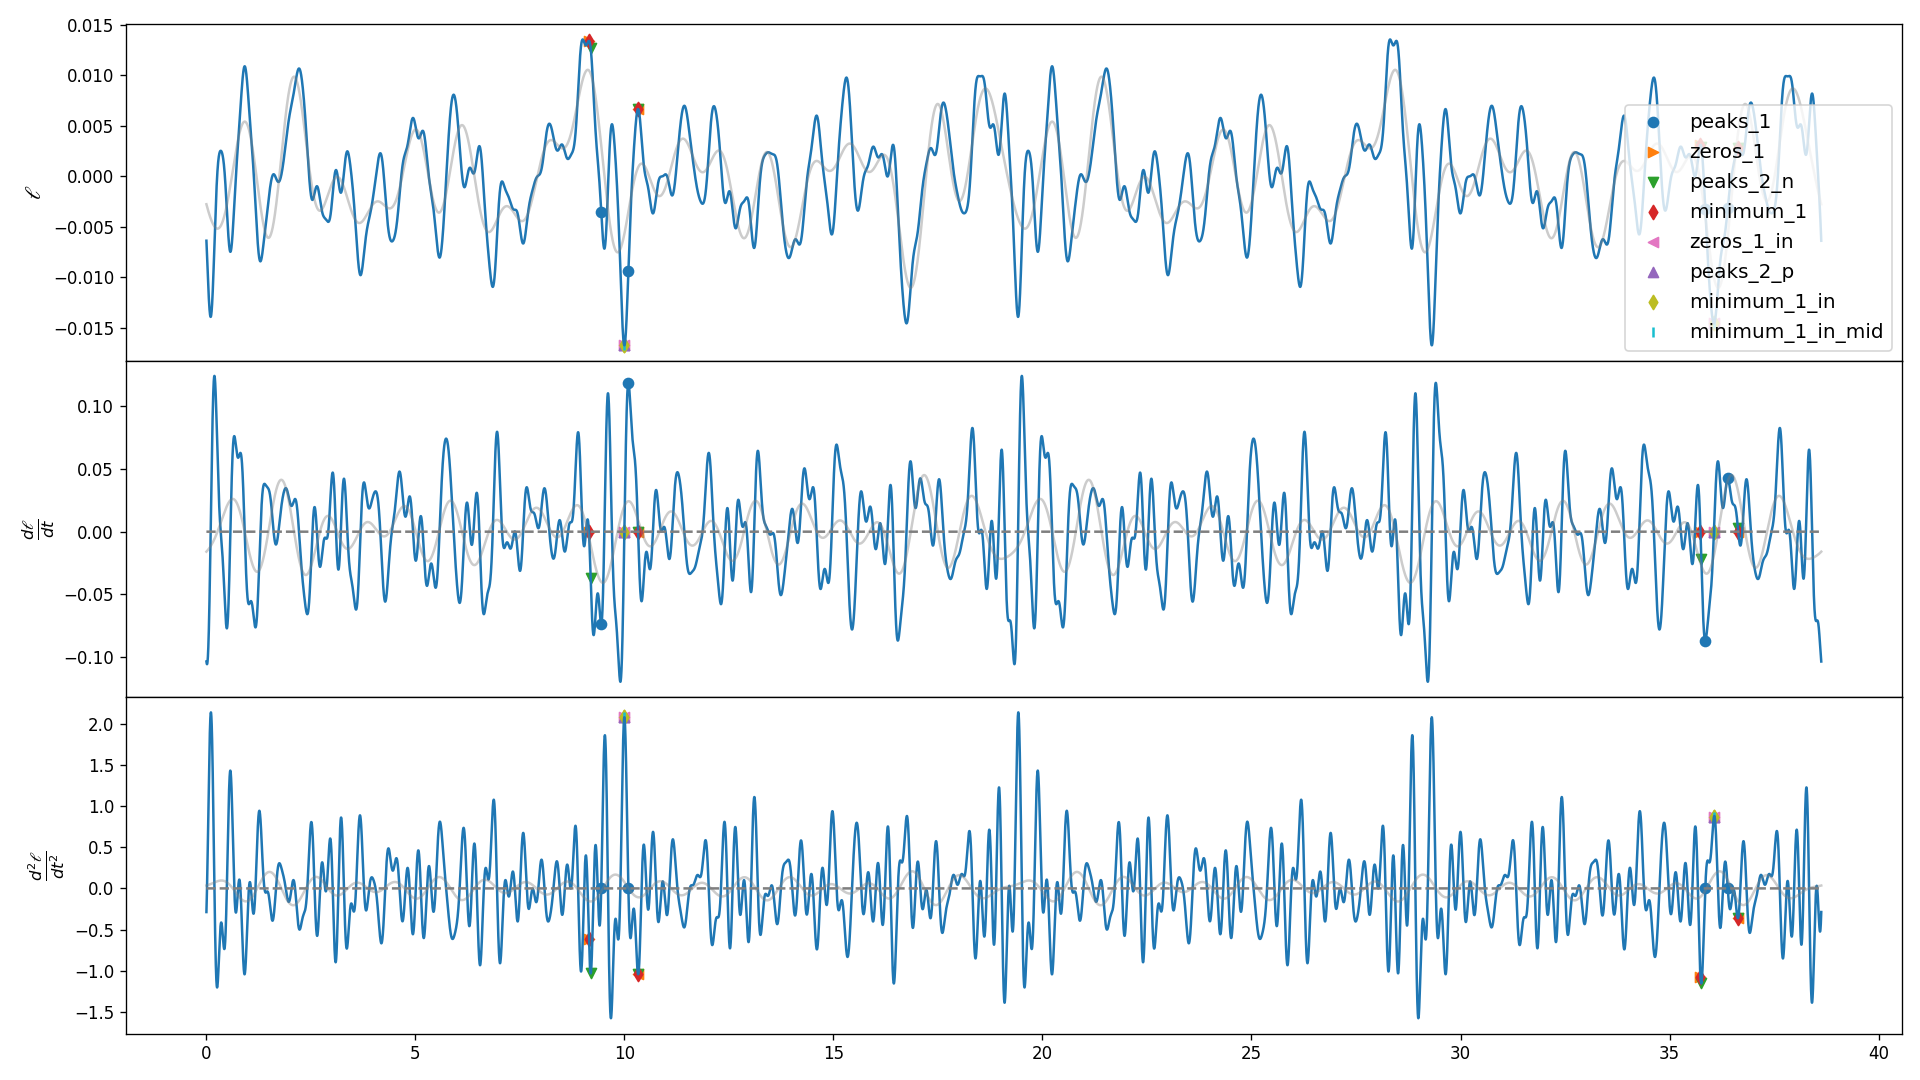 0.015
0.010
0.005
0.000
−0.005
−0.010
−0.015
ℓ
peaks_1
zeros_1
peaks_2_n
minimum_1
zeros_1_in
peaks_2_p
minimum_1_in
minimum_1_in_mid
0.10
0.05
0.00
−0.05
−0.10
dℓ
dt
2.0
1.5
1.0
0.5
0.0
−0.5
−1.0
−1.5
d²ℓ
dt²
0 5 10 15 20 25 30 35 40